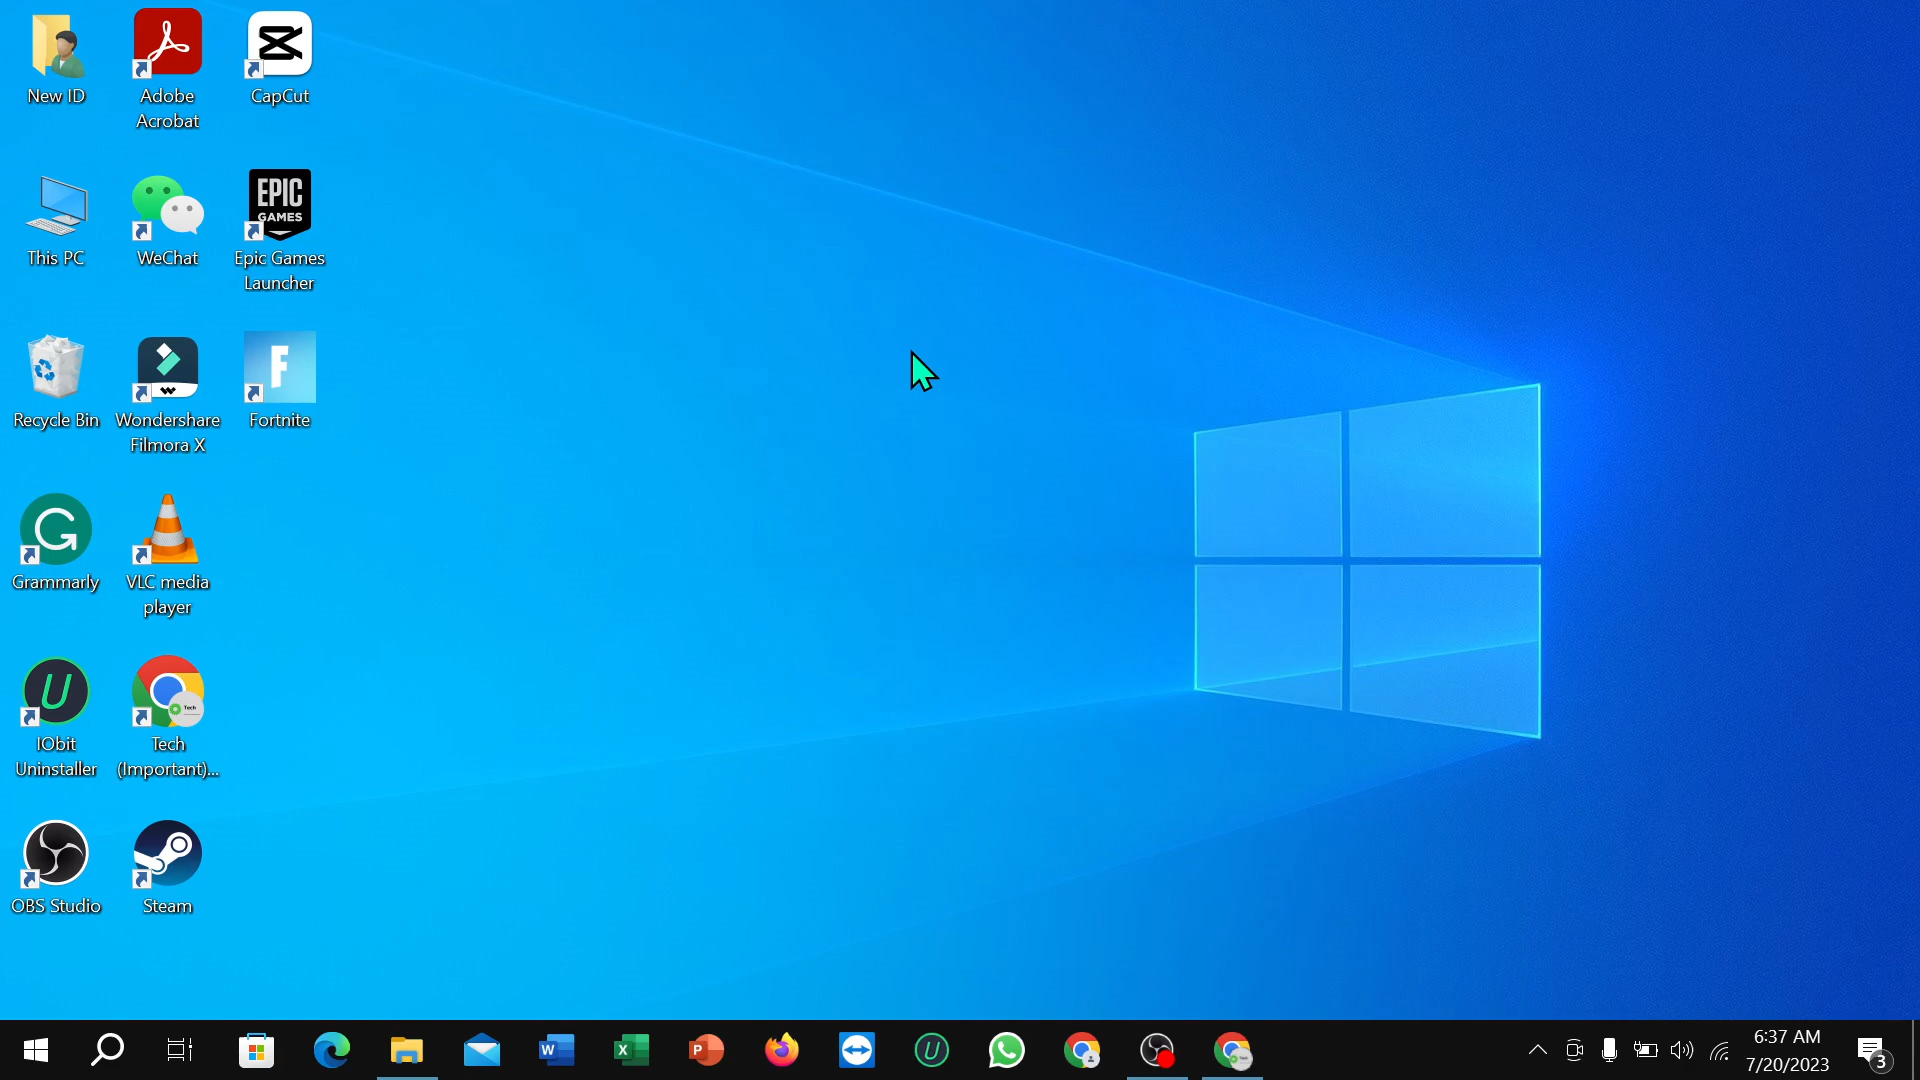 New ID
Adobe
Acrobat
CapCut
This PC
WeChat
EPIC
GAMES
Epic Games
Launcher
Recycle Bin
Wondershare
Filmora X
F
Fortnite
G
Grammarly
VLC media
player
U
IObit
Uninstaller
Tech
Tech
(Important)...
OBS Studio
Steam
W
X
P
U
6:37 AM
7/20/2023
3